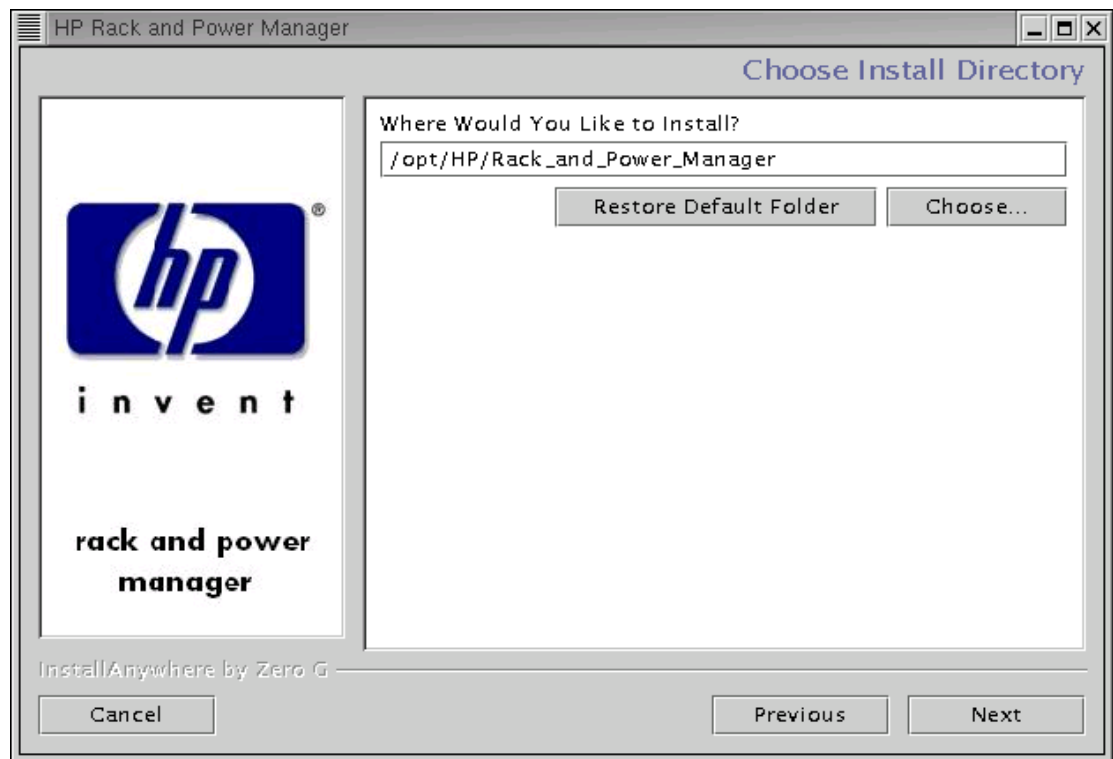 HP Rack and Power Manager
Choose Install Directory
Where Would You Like to Install?
/opt/HP/Rack_and_Power_Manager
Restore Default Folder
Choose...
hp
®
invent
rack and power
manager
InstallAnywhere by Zero G
Cancel
Previous
Next